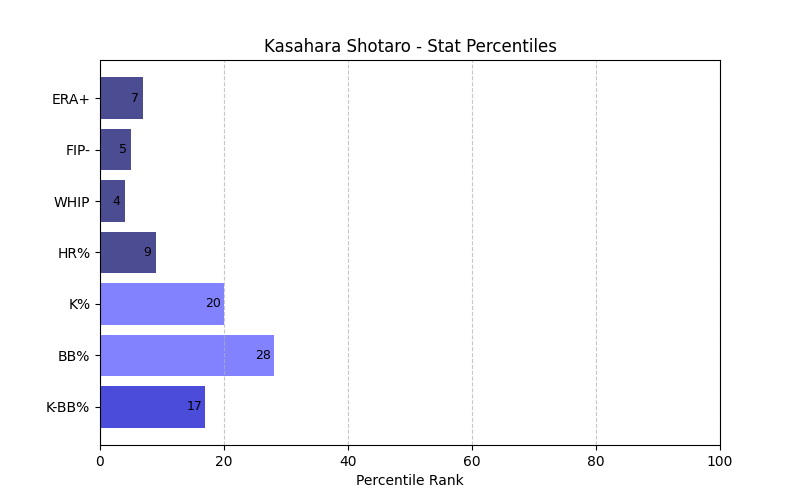 Kasahara Shotaro - Stat Percentiles
ERA+ 7
FIP- 5
WHIP 4
HR% 9
K% 20
BB% 28
K-BB% 17
0 20 40 60 80 100
Percentile Rank